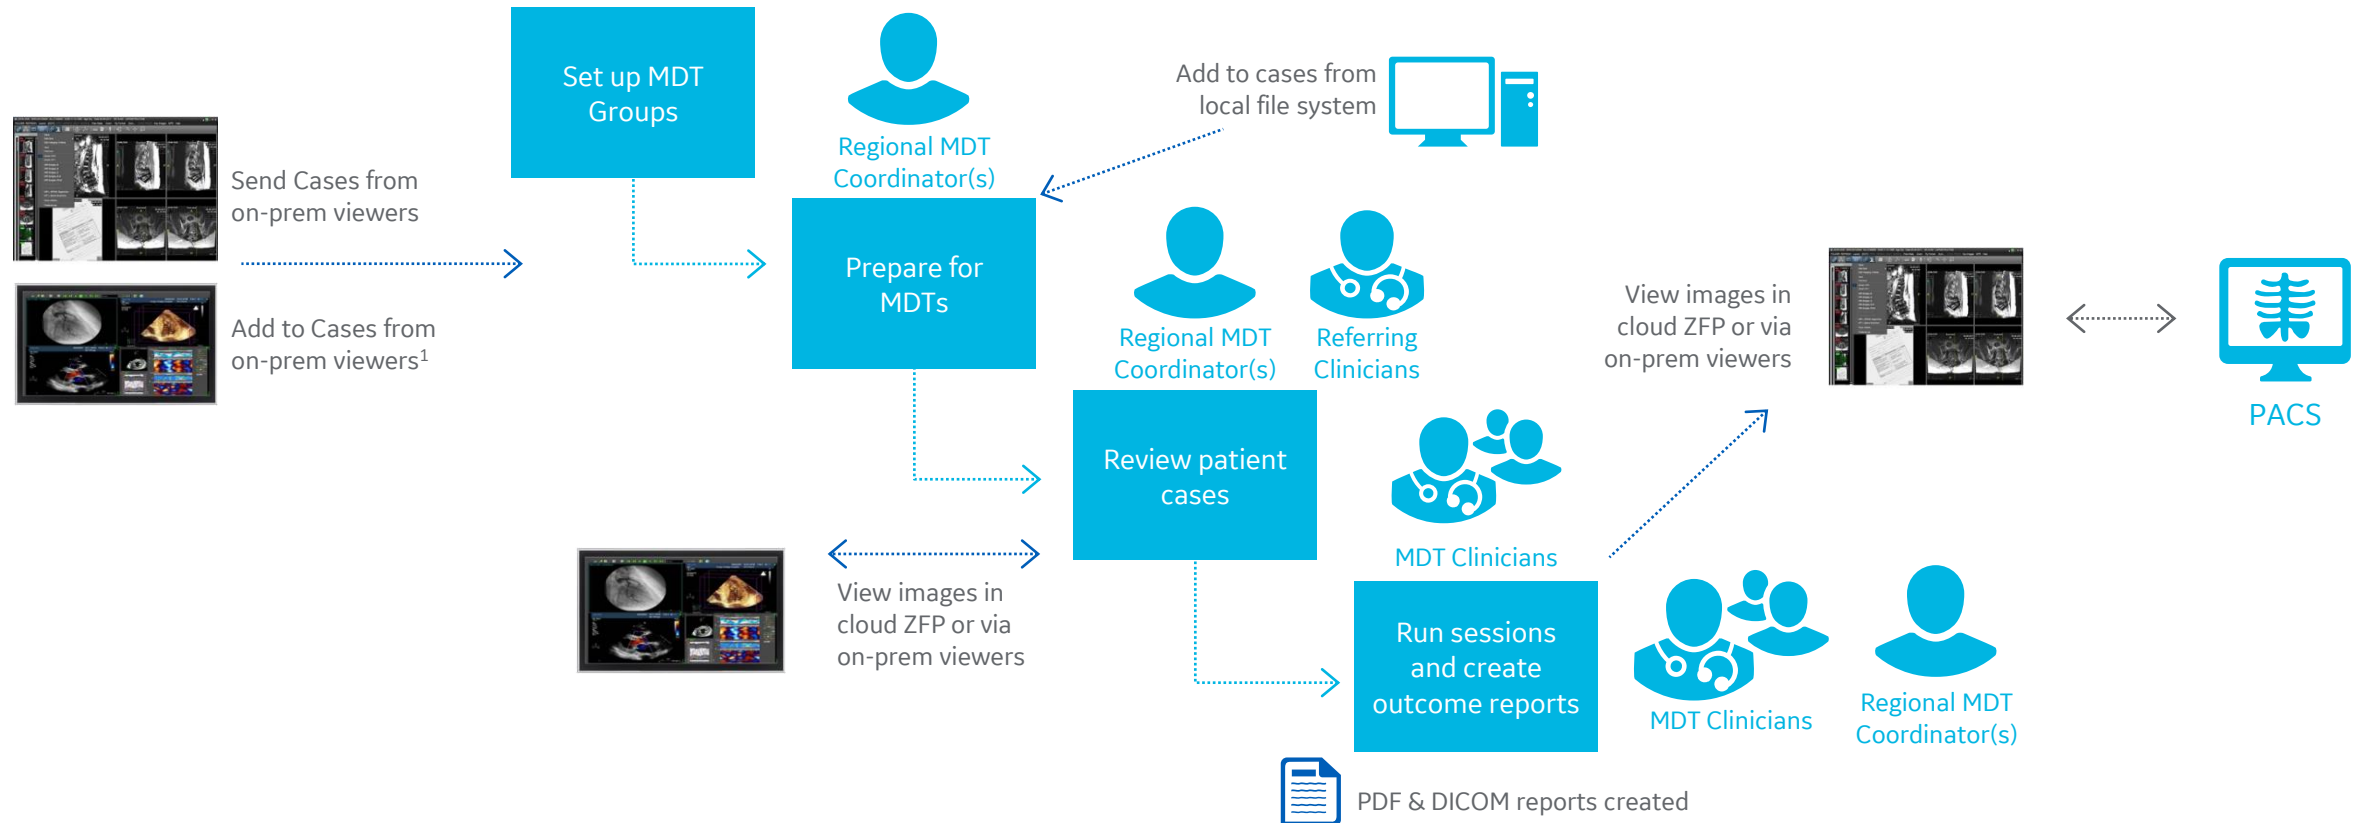 Set up MDT
Groups
Regional MDT
Coordinator(s)
Add to cases from
local file system
Send Cases from
on-prem viewers
Add to Cases from
on-prem viewers¹
Prepare for
MDTs
Regional MDT
Coordinator(s)
Referring
Clinicians
View images in
cloud ZFP or via
on-prem viewers
PACS
Review patient
cases
MDT Clinicians
View images in
cloud ZFP or via
on-prem viewers
Run sessions
and create
outcome reports
MDT Clinicians
Regional MDT
Coordinator(s)
PDF & DICOM reports created